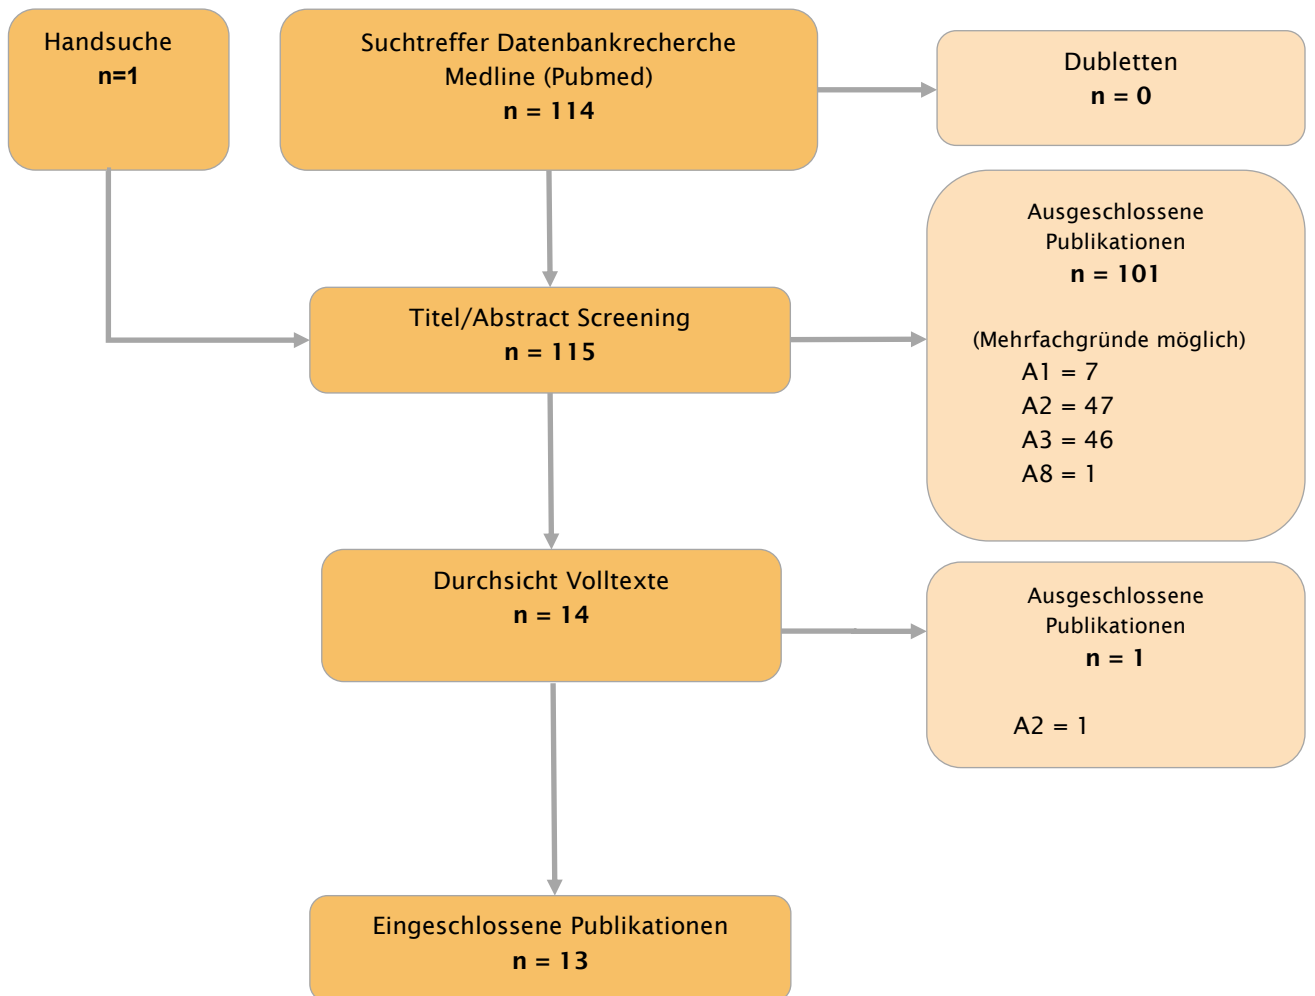 Handsuche
n=1
Suchtreffer Datenbankrecherche
Medline (Pubmed)
n = 114
Dubletten
n = 0
Titel/Abstract Screening
n = 115
Ausgeschlossene
Publikationen
n = 101
(Mehrfachgründe möglich)
A1 = 7
A2 = 47
A3 = 46
A8 = 1
Durchsicht Volltexte
n = 14
Ausgeschlossene
Publikationen
n = 1
A2 = 1
Eingeschlossene Publikationen
n = 13